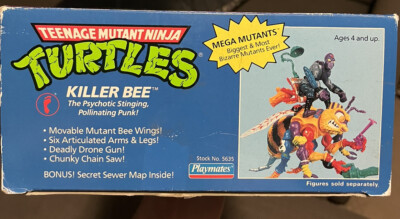 TEENAGE MUTANT NINJA
TURTLES
KILLER BEE™
The Psychotic Stinging,
Pollinating Punk!
• Movable Mutant Bee Wings!
• Six Articulated Arms & Legs!
• Deadly Drone Gun!
• Chunky Chain Saw!
BONUS! Secret Sewer Map Inside!
MEGA MUTANTS™
Biggest & Most
Bizarre Mutants Ever!
Stock No. 5635
Playmates®
Ages 4 and up.
Figures sold separately.